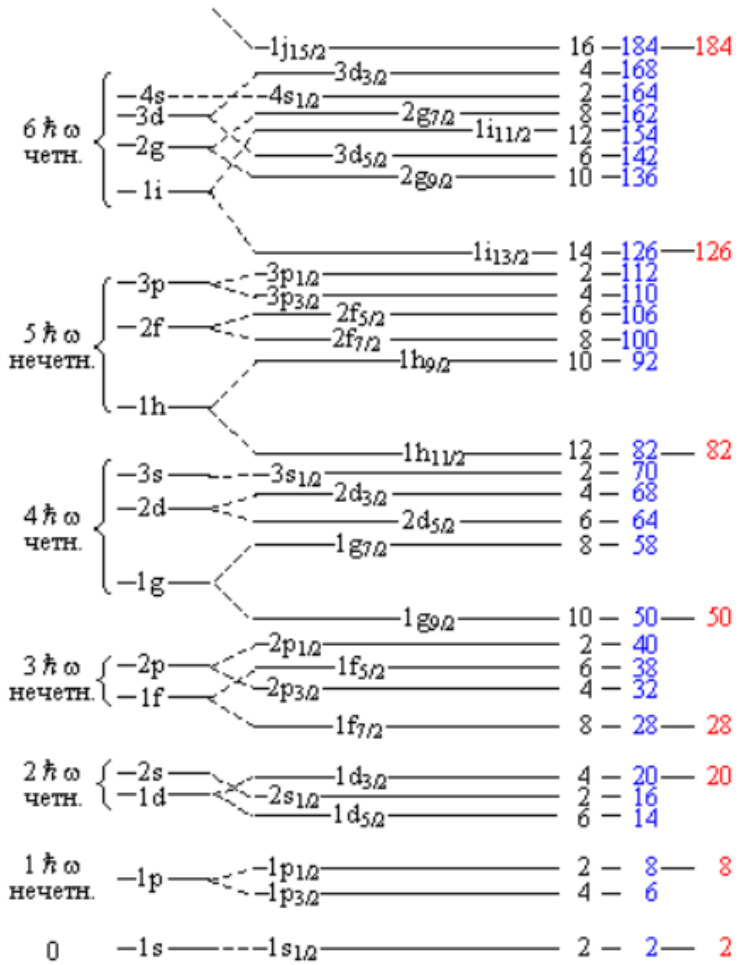 1j15/2 16 184 184
3d3/2 4 168
4s 4s1/2 2 164
3d 2g7/2 8 162
6 ħ ω 1i11/2 12 154
четн. 2g 3d5/2 6 142
2g9/2 10 136
1i
1i13/2 14 126 126
3p 3p1/2 2 112
3p3/2 4 110
5 ħ ω 2f 2f5/2 6 106
нечетн. 2f7/2 8 100
1h9/2 10 92
1h
1h11/2 12 82 82
3s 3s1/2 2 70
2d3/2 4 68
4 ħ ω 2d 2d5/2 6 64
четн. 1g7/2 8 58
1g
1g9/2 10 50 50
2p1/2 2 40
3 ħ ω 2p 1f5/2 6 38
нечетн. 1f 2p3/2 4 32
1f7/2 8 28 28
2 ħ ω 2s 1d3/2 4 20 20
четн. 1d 2s1/2 2 16
1d5/2 6 14
1 ħ ω 1p 1p1/2 2 8 8
нечетн. 1p3/2 4 6
0 1s 1s1/2 2 2 2